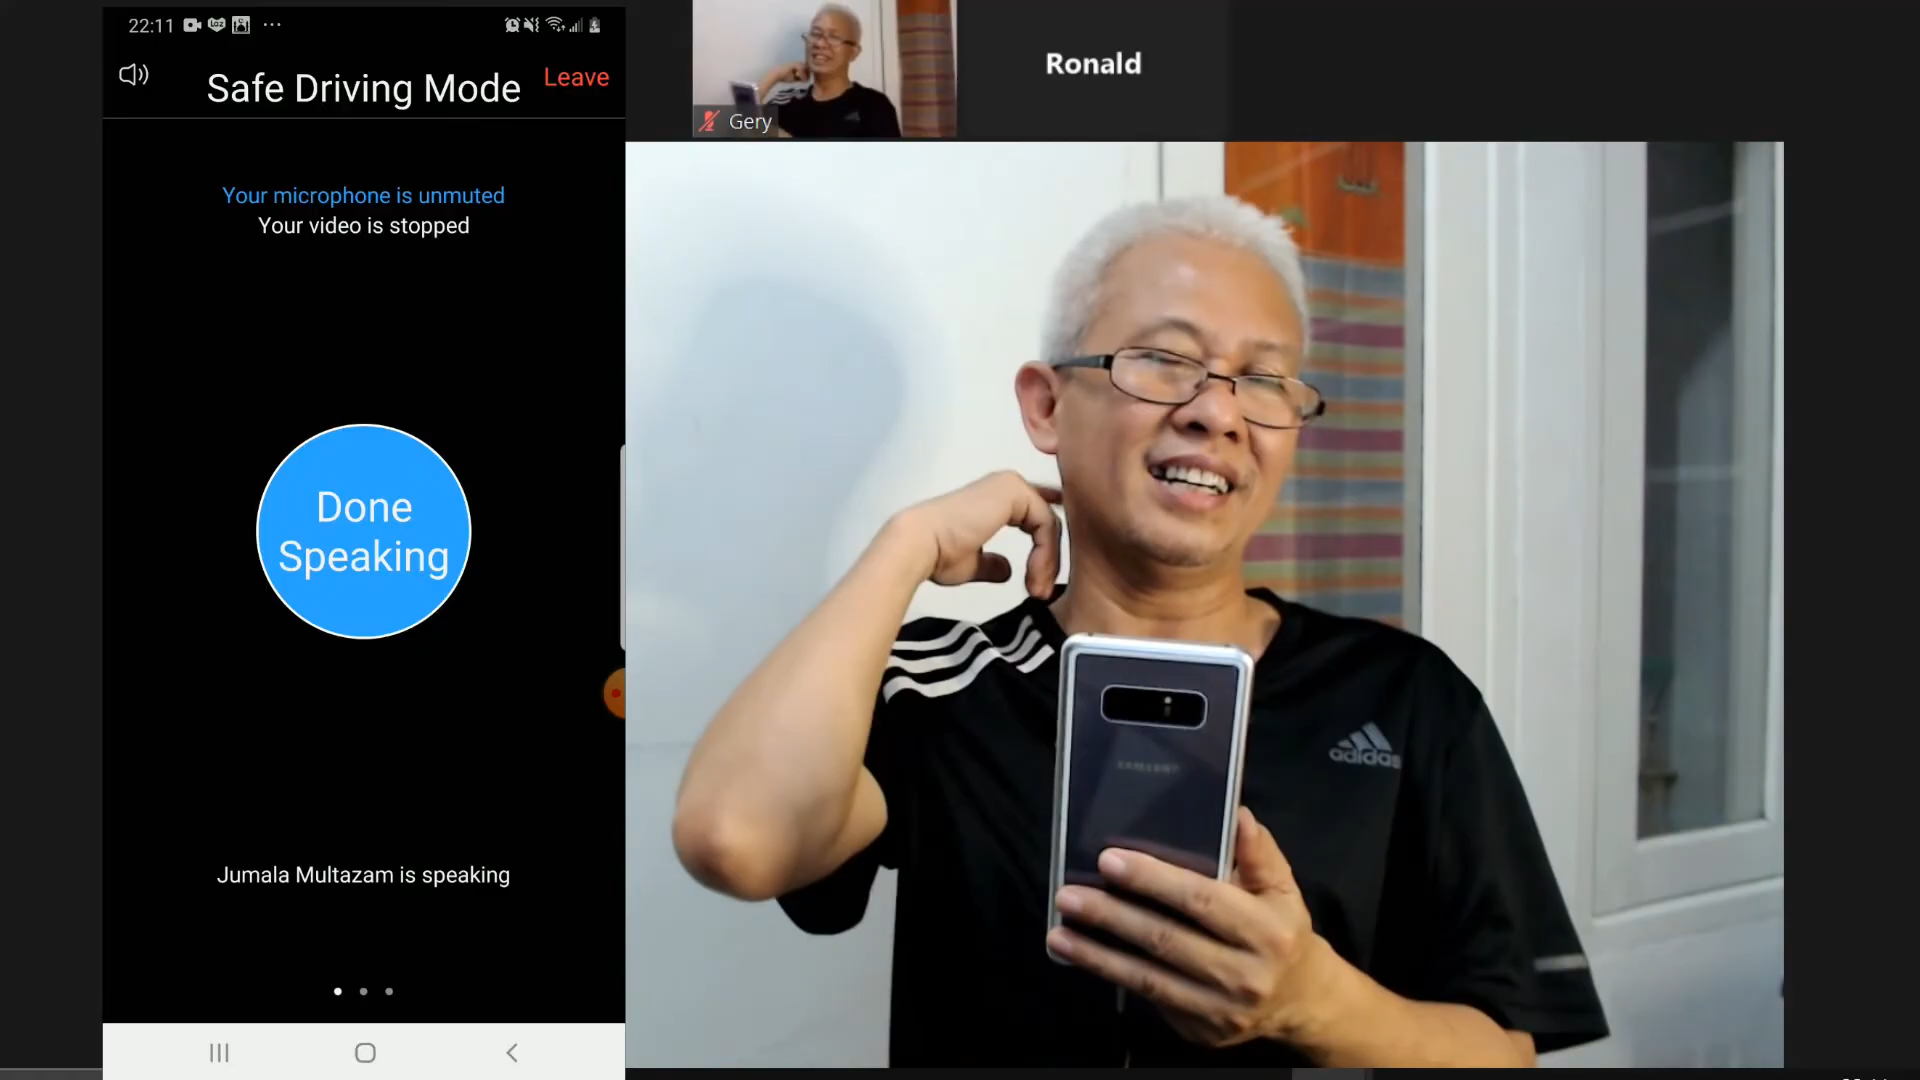 22:11
Safe Driving Mode
Leave
Your microphone is unmuted
Your video is stopped
Done
Speaking
Jumala Multazam is speaking
Gery
Ronald
SAMSUNG
adidas